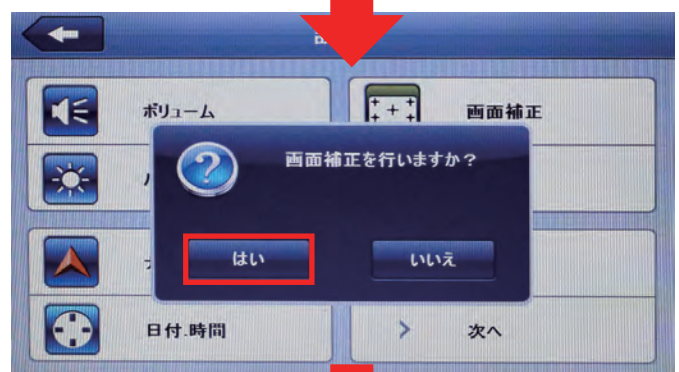 ボリューム
画面補正
画面補正を行いますか？
はい
いいえ
日付.時間
次へ